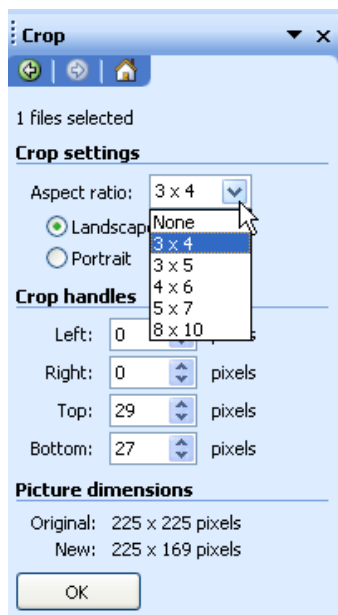 Crop
1 files selected
Crop settings
Aspect ratio: 3 x 4
Landscap
None
3 x 4
Portrait
3 x 5
4 x 6
5 x 7
8 x 10
Crop handles
Left: 0
Right: 0 pixels
Top: 29 pixels
Bottom: 27 pixels
Picture dimensions
Original: 225 x 225 pixels
New: 225 x 169 pixels
OK